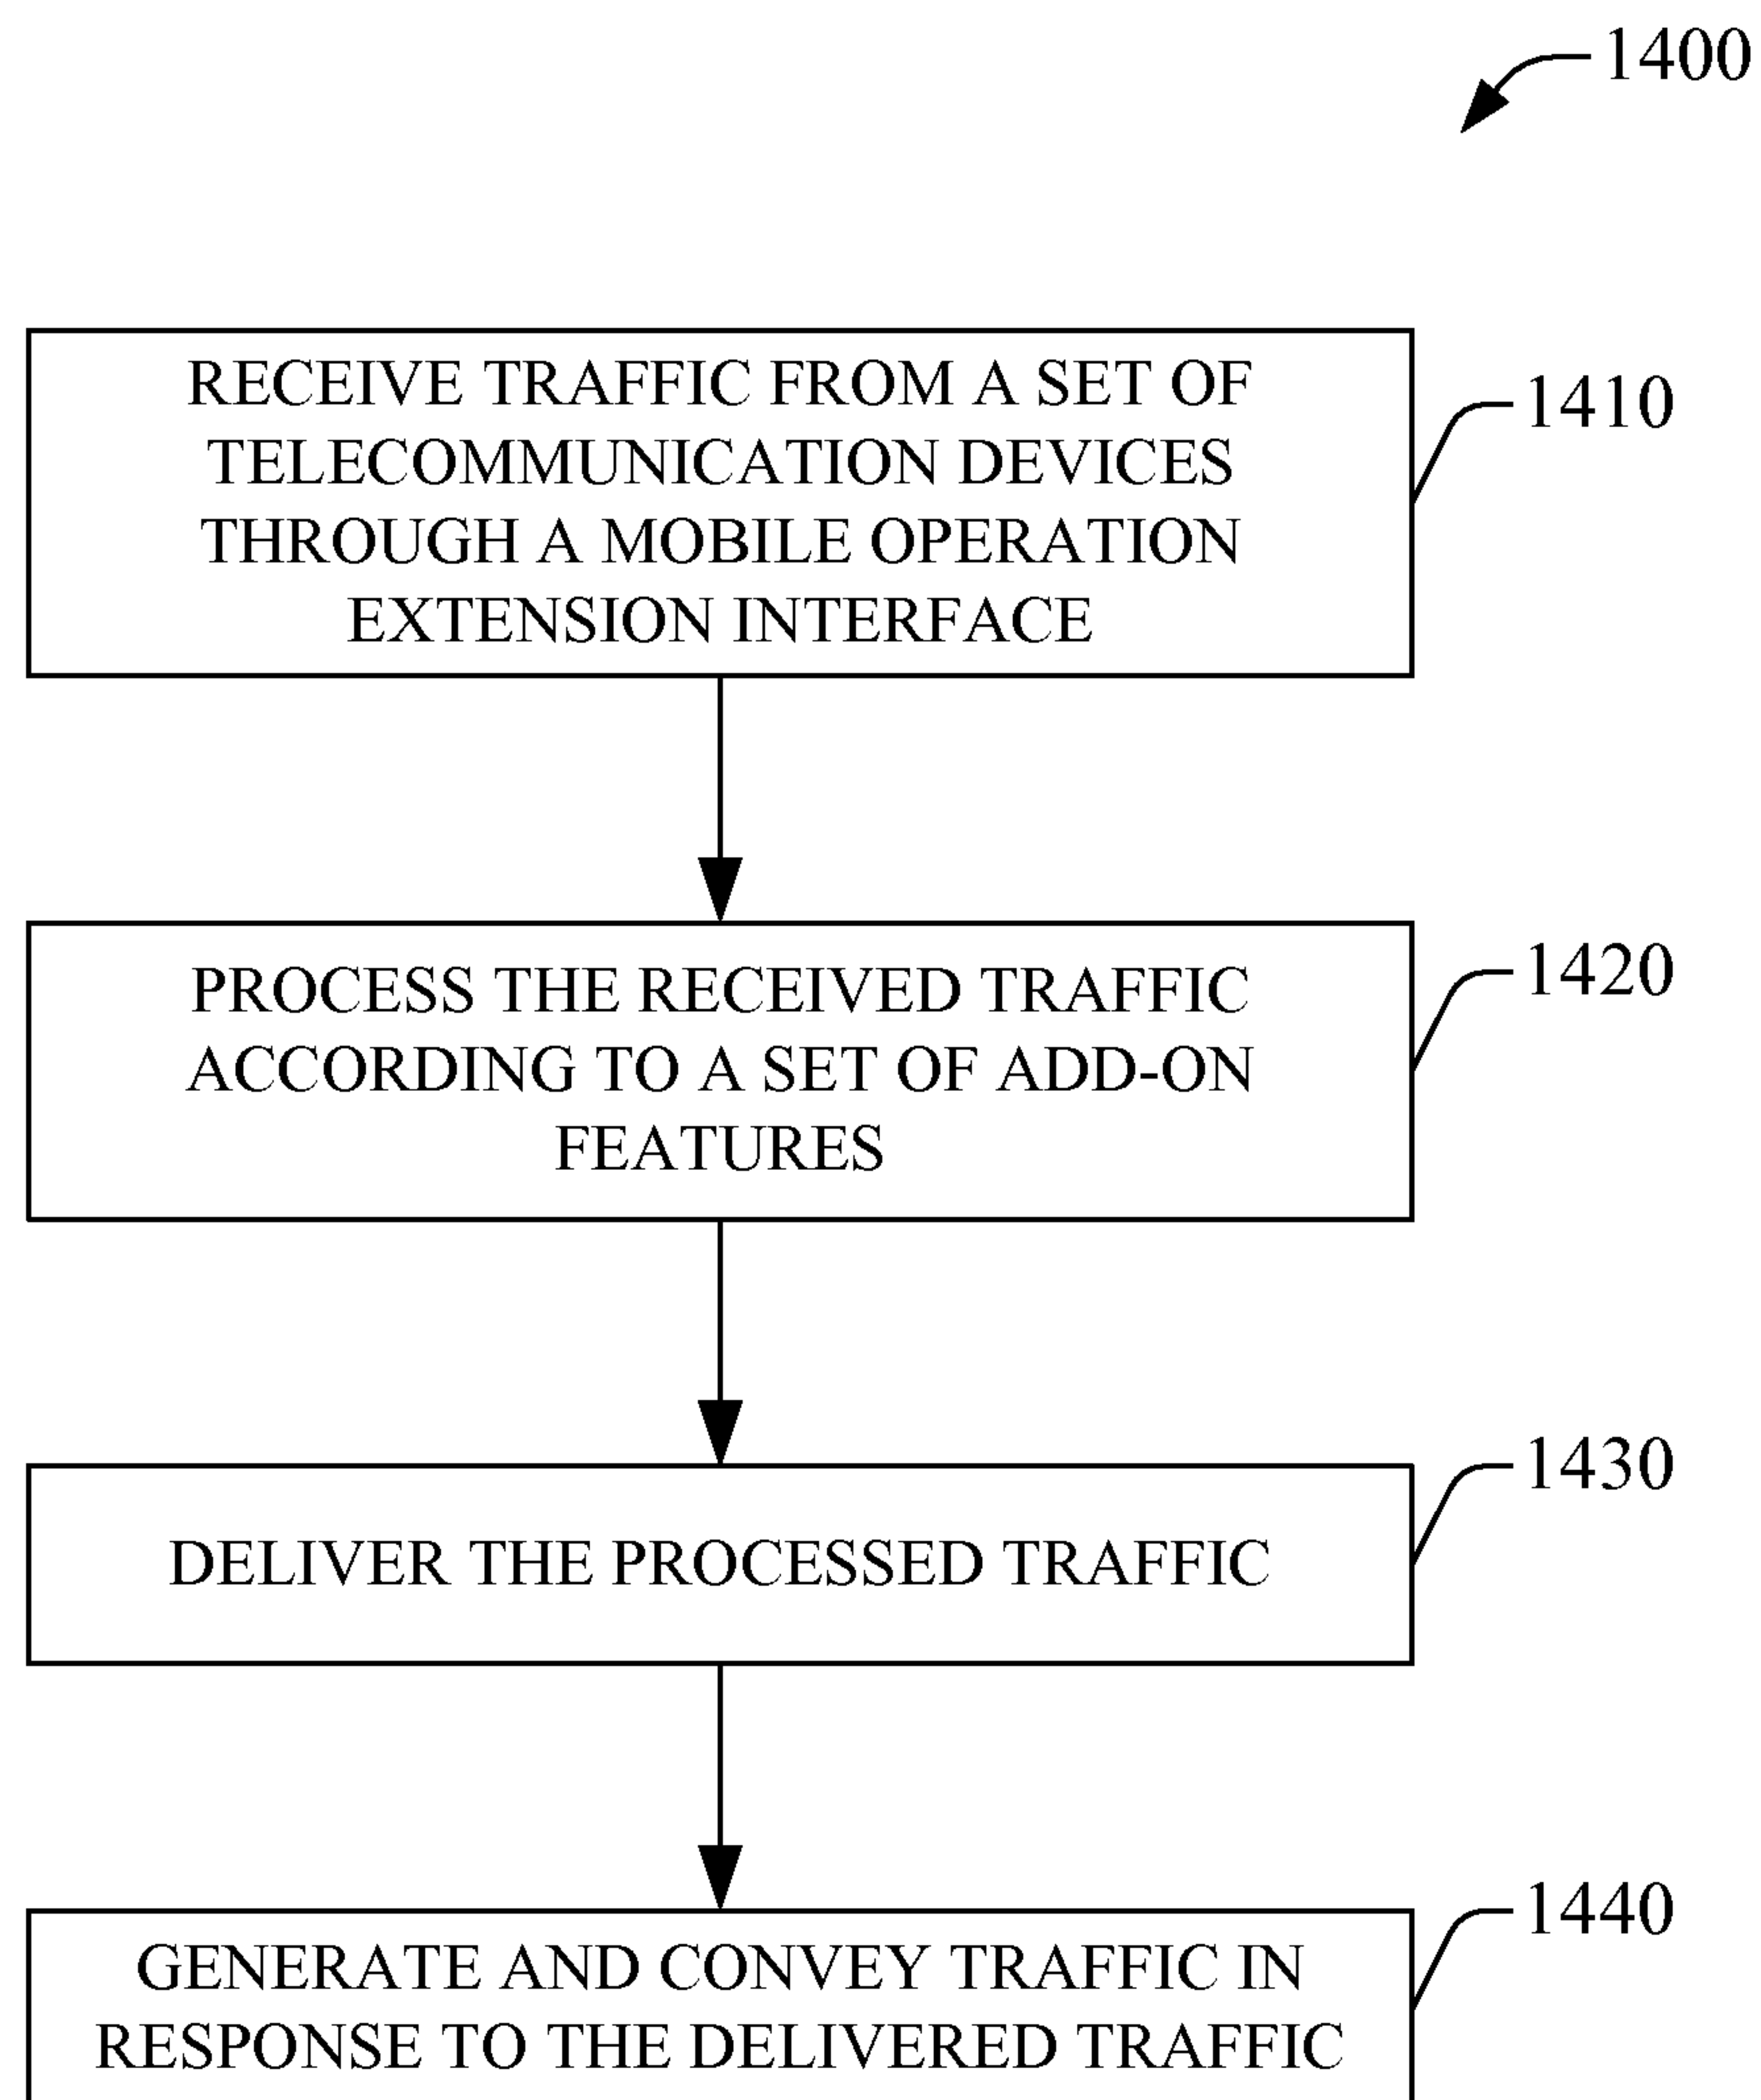 1400
RECEIVE TRAFFIC FROM A SET OF
TELECOMMUNICATION DEVICES
THROUGH A MOBILE OPERATION
EXTENSION INTERFACE
1410
PROCESS THE RECEIVED TRAFFIC
ACCORDING TO A SET OF ADD-ON
FEATURES
1420
DELIVER THE PROCESSED TRAFFIC
1430
GENERATE AND CONVEY TRAFFIC IN
RESPONSE TO THE DELIVERED TRAFFIC
1440